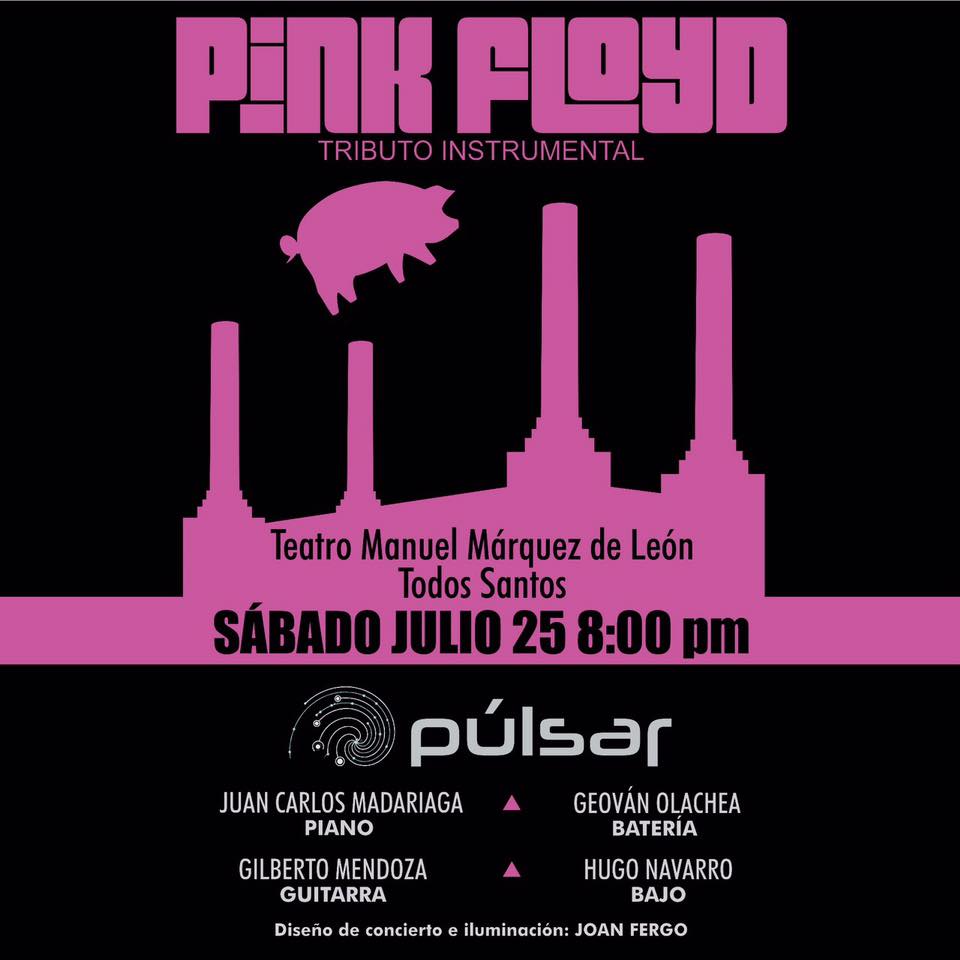 PINK FLOYD
TRIBUTO INSTRUMENTAL
Teatro Manuel Márquez de León
Todos Santos
SÁBADO JULIO 25 8:00 pm
púlsar
JUAN CARLOS MADARIAGA
PIANO
GEOVÁN OLACHEA
BATERÍA
GILBERTO MENDOZA
GUITARRA
HUGO NAVARRO
BAJO
Diseño de concierto e iluminación: JOAN FERGO